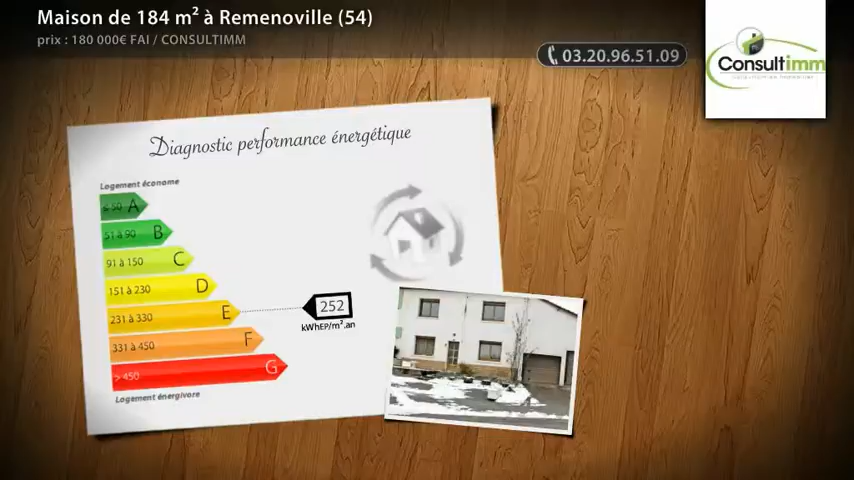 Maison de 184 m² à Remenoville (54)
prix : 180 000€ FAI / CONSULTIMM
03.20.96.51.09
Consultimm
Diagnostic performance énergétique
Logement économe
≤ 50 A
51 à 90 B
91 à 150 C
151 à 230 D
231 à 330 E
252
kWhEP/m².an
331 à 450 F
> 450 G
Logement énergivore